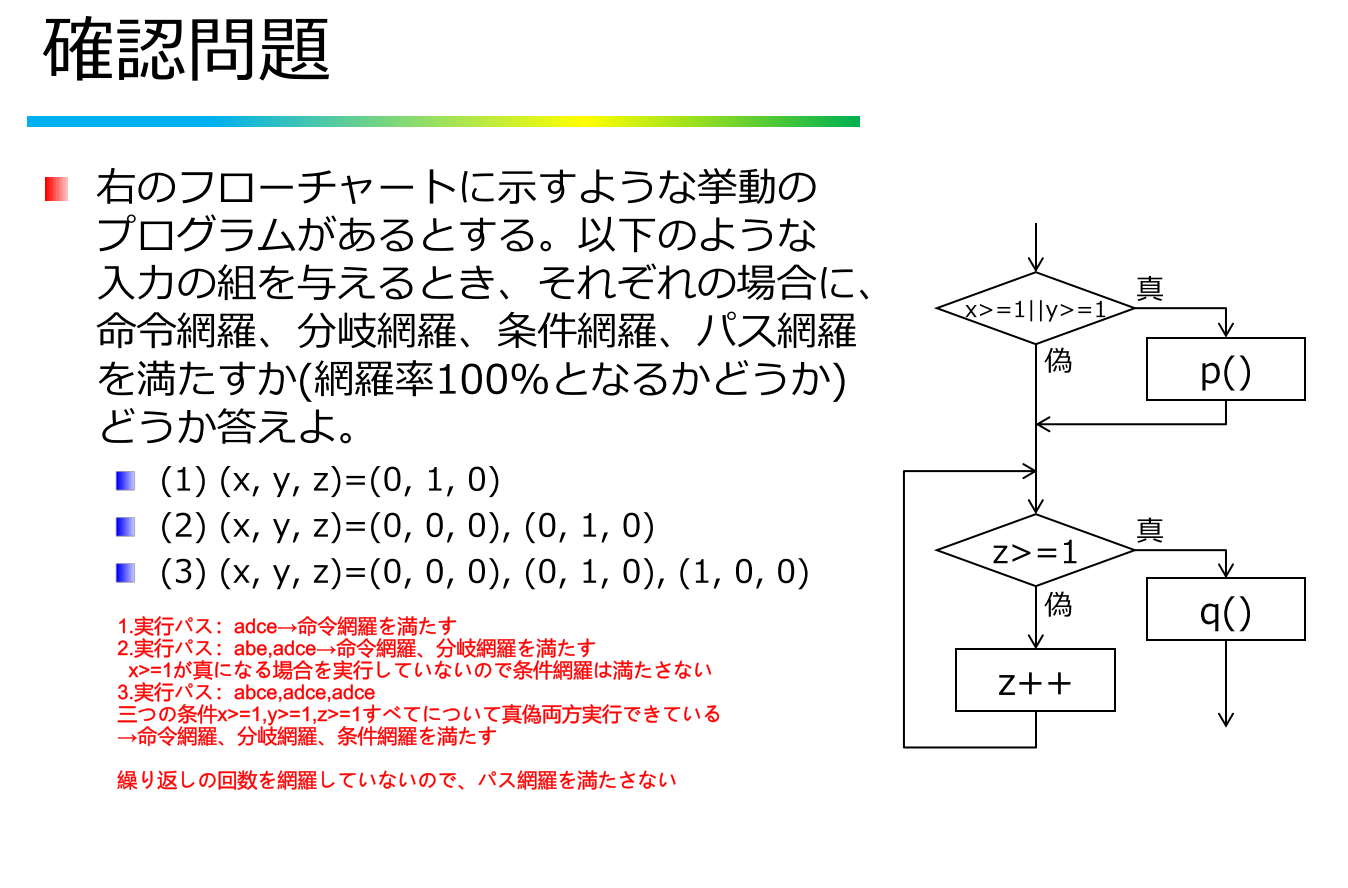 確認問題
右のフローチャートに示すような挙動の
プログラムがあるとする。以下のような
入力の組を与えるとき、それぞれの場合に、
命令網羅、分岐網羅、条件網羅、パス網羅
を満たすか(網羅率100%となるかどうか)
どうか答えよ。
(1) (x, y, z)=(0, 1, 0)
(2) (x, y, z)=(0, 0, 0), (0, 1, 0)
(3) (x, y, z)=(0, 0, 0), (0, 1, 0), (1, 0, 0)
1.実行パス：adce→命令網羅を満たす
2.実行パス：abe,adce→命令網羅、分岐網羅を満たす
x>=1が真になる場合を実行していないので条件網羅は満たさない
3.実行パス：abce,adce,adce
三つの条件x>=1,y>=1,z>=1すべてについて真偽両方実行できている
→命令網羅、分岐網羅、条件網羅を満たす
繰り返しの回数を網羅していないので、パス網羅を満たさない
x>=1||y>=1
真
偽
p()
z>=1
真
偽
q()
z++